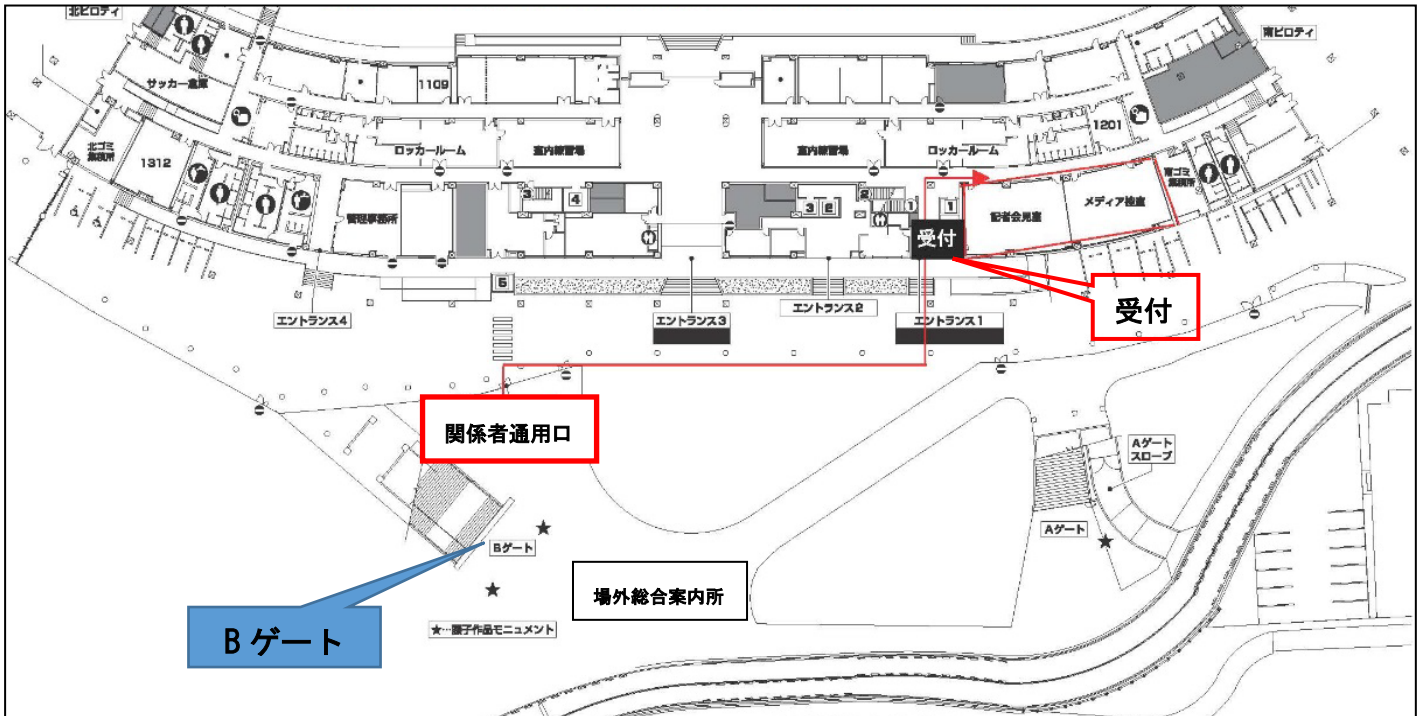 北ピロティ
南ピロティ
サッカー倉庫
1109
1201
北ゴミ
集積所
1312
ロッカールーム
室内練習場
室内練習場
ロッカールーム
南ゴミ
集積所
管理事務所
3
4
3
2
2
1
1
受付
記者会見室
メディア控室
5
エントランス4
エントランス3
エントランス2
エントランス1
受付
関係者通用口
Aゲート
スロープ
Aゲート
Bゲート
場外総合案内所
Bゲート
★…藤子作品モニュメント